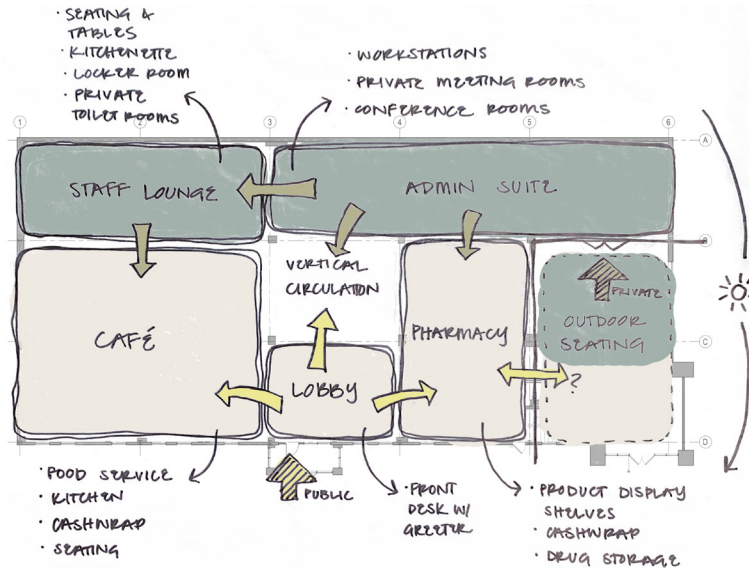 · SEATING &
TABLES
· KITCHENETTE
· LOCKER ROOM
· PRIVATE
TOILET ROOMS
· WORKSTATIONS
· PRIVATE MEETING ROOMS
· CONFERENCE ROOMS
1
2
3
4
5
6
A
B
C
D
STAFF LOUNGE
ADMIN SUITE
VERTICAL
CIRCULATION
CAFÉ
PHARMACY
LOBBY
PRIVATE
OUTDOOR
SEATING
?
PUBLIC
· FOOD SERVICE
· KITCHEN
· CASHWRAP
· SEATING
· FRONT
DESK W/
GREETER
· PRODUCT DISPLAY
SHELVES
· CASHWRAP
· DRUG STORAGE